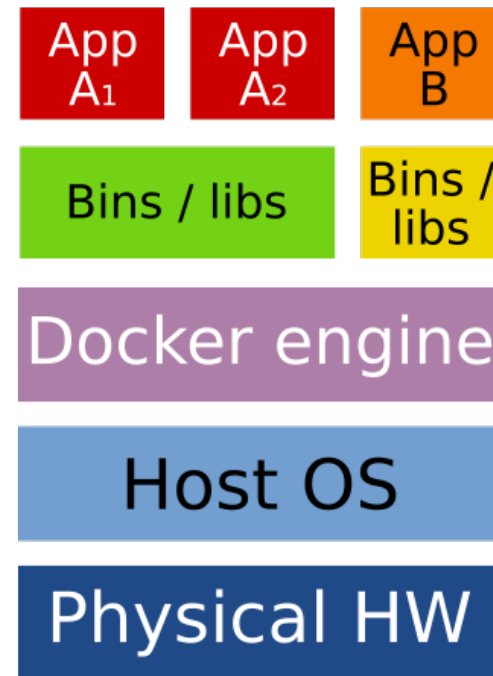 App App App
A1 A2 B
Bins / libs Bins /
libs
Docker engine
Host OS
Physical HW